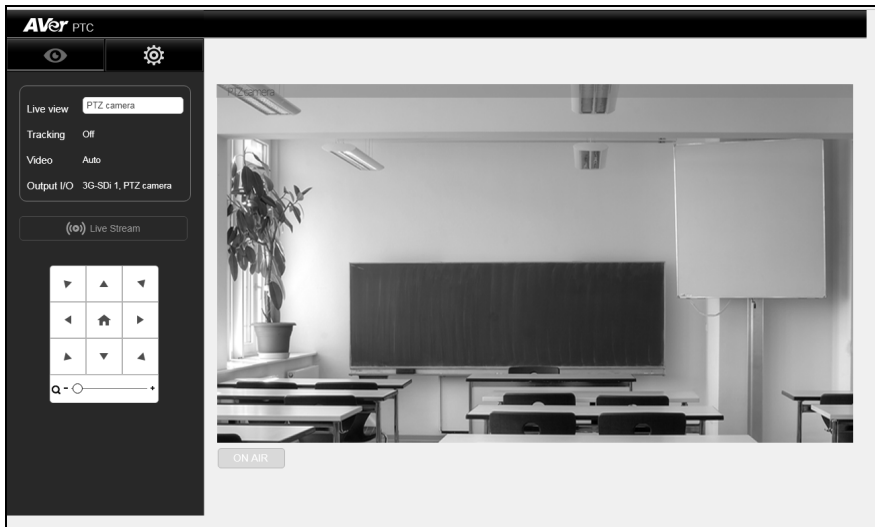 AVer PTC
Live view PTZ camera
Tracking Off
Video Auto
Output I/O 3G-SDi 1, PTZ camera
Live Stream
- +
PTZ camera
ON AIR